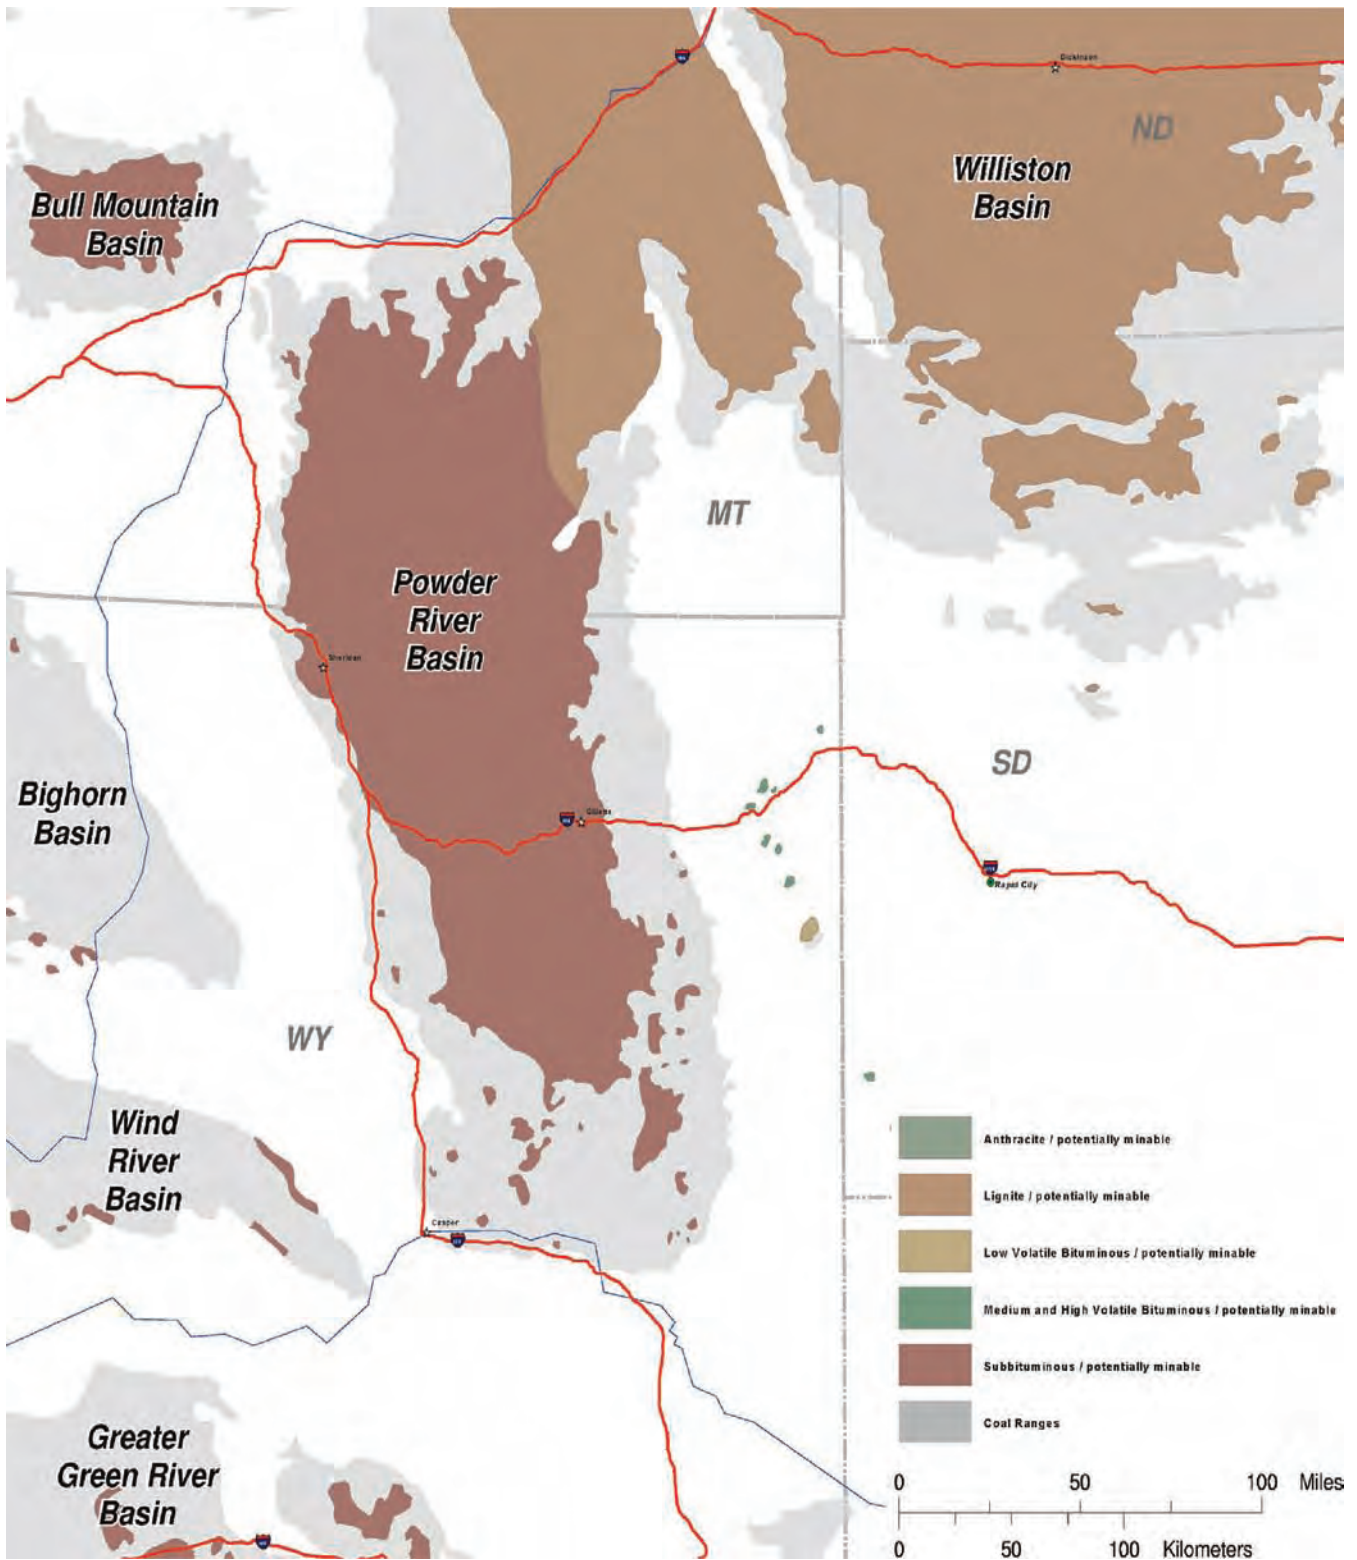 Dickinson
ND
Williston
Basin
Bull Mountain
Basin
MT
Powder
River
Basin
Sheridan
Bighorn
Basin
SD
Rapid City
WY
Wind
River
Basin
Casper
Greater
Green River
Basin
Anthracite / potentially minable
Lignite / potentially minable
Low Volatile Bituminous / potentially minable
Medium and High Volatile Bituminous / potentially minable
Subbituminous / potentially minable
Coal Ranges
0 50 100 Miles
0 50 100 Kilometers